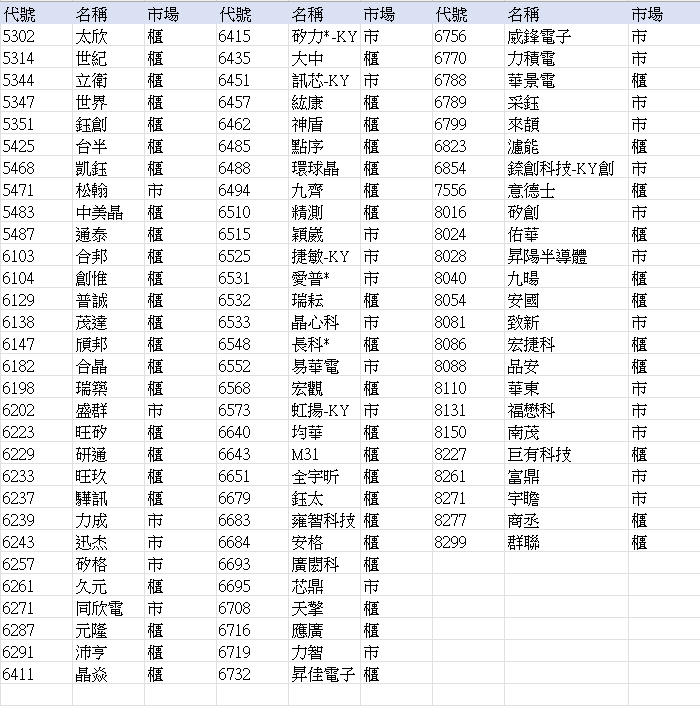 代號 名稱 市場 代號 名稱 市場 代號 名稱 市場
5302 太欣 櫃 6415 矽力*-KY 市 6756 威鋒電子 市
5314 世紀 櫃 6435 大中 櫃 6770 力積電 市
5344 立衛 櫃 6451 訊芯-KY 市 6788 華景電 櫃
5347 世界 櫃 6457 紘康 櫃 6789 采鈺 市
5351 鈺創 櫃 6462 神盾 櫃 6799 來頡 市
5425 台半 櫃 6485 點序 櫃 6823 濾能 櫃
5468 凱鈺 櫃 6488 環球晶 櫃 6854 錼創科技-KY創 市
5471 松翰 市 6494 九齊 櫃 7556 意德士 櫃
5483 中美晶 櫃 6510 精測 櫃 8016 矽創 市
5487 通泰 櫃 6515 穎崴 市 8024 佑華 櫃
6103 合邦 櫃 6525 捷敏-KY 市 8028 昇陽半導體 市
6104 創惟 櫃 6531 愛普* 市 8040 九暘 櫃
6129 普誠 櫃 6532 瑞耘 櫃 8054 安國 櫃
6138 茂達 櫃 6533 晶心科 市 8081 致新 市
6147 頎邦 櫃 6548 長科* 櫃 8086 宏捷科 櫃
6182 合晶 櫃 6552 易華電 市 8088 品安 櫃
6198 瑞築 櫃 6568 宏觀 櫃 8110 華東 市
6202 盛群 市 6573 虹揚-KY 市 8131 福懋科 市
6223 旺矽 櫃 6640 均華 櫃 8150 南茂 市
6229 研通 櫃 6643 M31 櫃 8227 巨有科技 櫃
6233 旺玖 櫃 6651 全宇昕 櫃 8261 富鼎 市
6237 驊訊 櫃 6679 鈺太 櫃 8271 宇瞻 市
6239 力成 市 6683 雍智科技 櫃 8277 商丞 櫃
6243 迅杰 市 6684 安格 櫃 8299 群聯 櫃
6257 矽格 市 6693 廣閎科 櫃
6261 久元 櫃 6695 芯鼎 市
6271 同欣電 市 6708 天擎 櫃
6287 元隆 櫃 6716 應廣 櫃
6291 沛亨 櫃 6719 力智 市
6411 晶焱 櫃 6732 昇佳電子 櫃